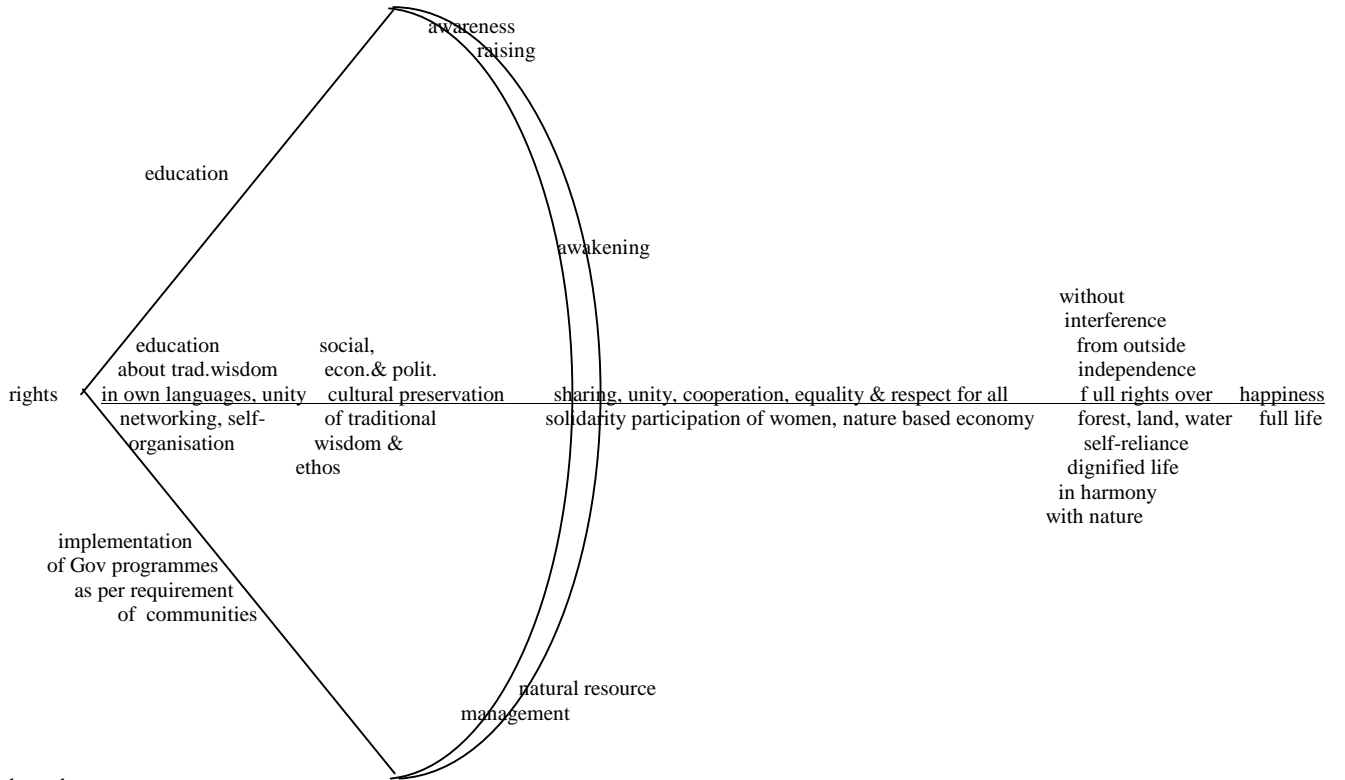 awareness
raising
education
awakening
without
interference
from outside
independence
education
about trad.wisdom
social,
econ.& polit.
rights
in own languages, unity
cultural preservation
sharing, unity, cooperation, equality & respect for all
f ull rights over
happiness
networking, self-
organisation
of traditional
wisdom &
ethos
solidarity participation of women, nature based economy
forest, land, water
full life
self-reliance
dignified life
in harmony
with nature
implementation
of Gov programmes
as per requirement
of communities
natural resource
management